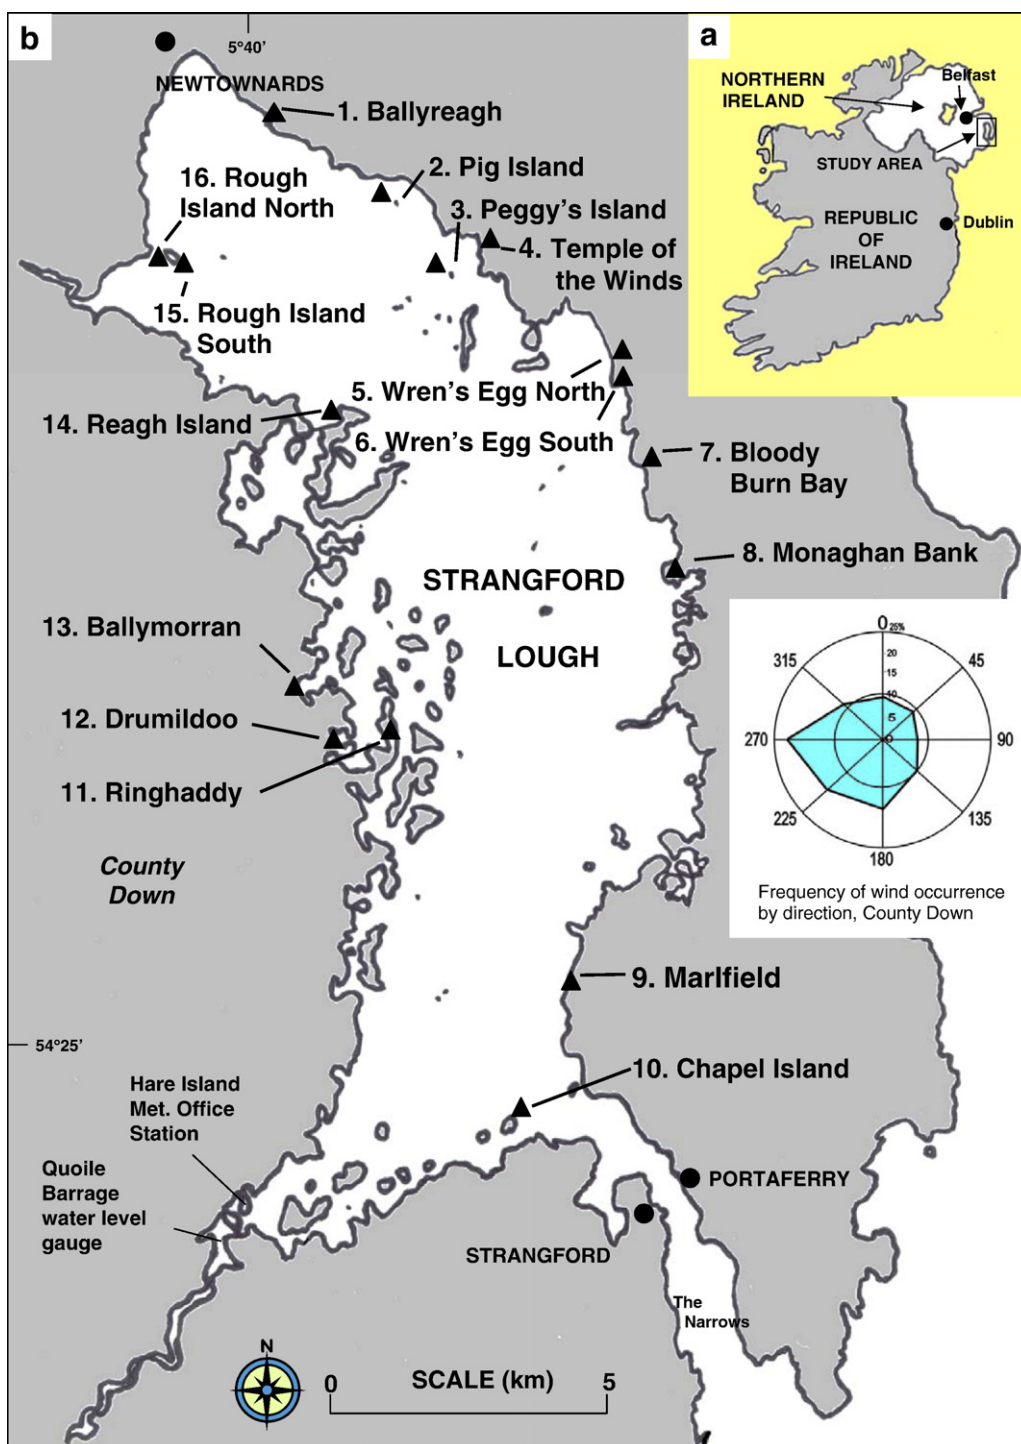 b
5°40’
NEWTOWNARDS
1. Ballyreagh
2. Pig Island
3. Peggy’s Island
4. Temple of
the Winds
16. Rough
Island North
15. Rough Island
South
5. Wren’s Egg North
6. Wren’s Egg South
14. Reagh Island
7. Bloody
Burn Bay
8. Monaghan Bank
STRANGFORD
LOUGH
13. Ballymorran
12. Drumildoo
11. Ringhaddy
County
Down
9. Marlfield
54°25’
10. Chapel Island
Hare Island
Met. Office
Station
Quoile
Barrage
water level
gauge
PORTAFERRY
STRANGFORD
The
Narrows
N
SCALE (km)
0
5
a
NORTHERN
IRELAND
Belfast
STUDY AREA
REPUBLIC
OF
IRELAND
Dublin
0
25%
20
15
10
5
0
45
90
135
180
225
270
315
Frequency of wind occurrence
by direction, County Down